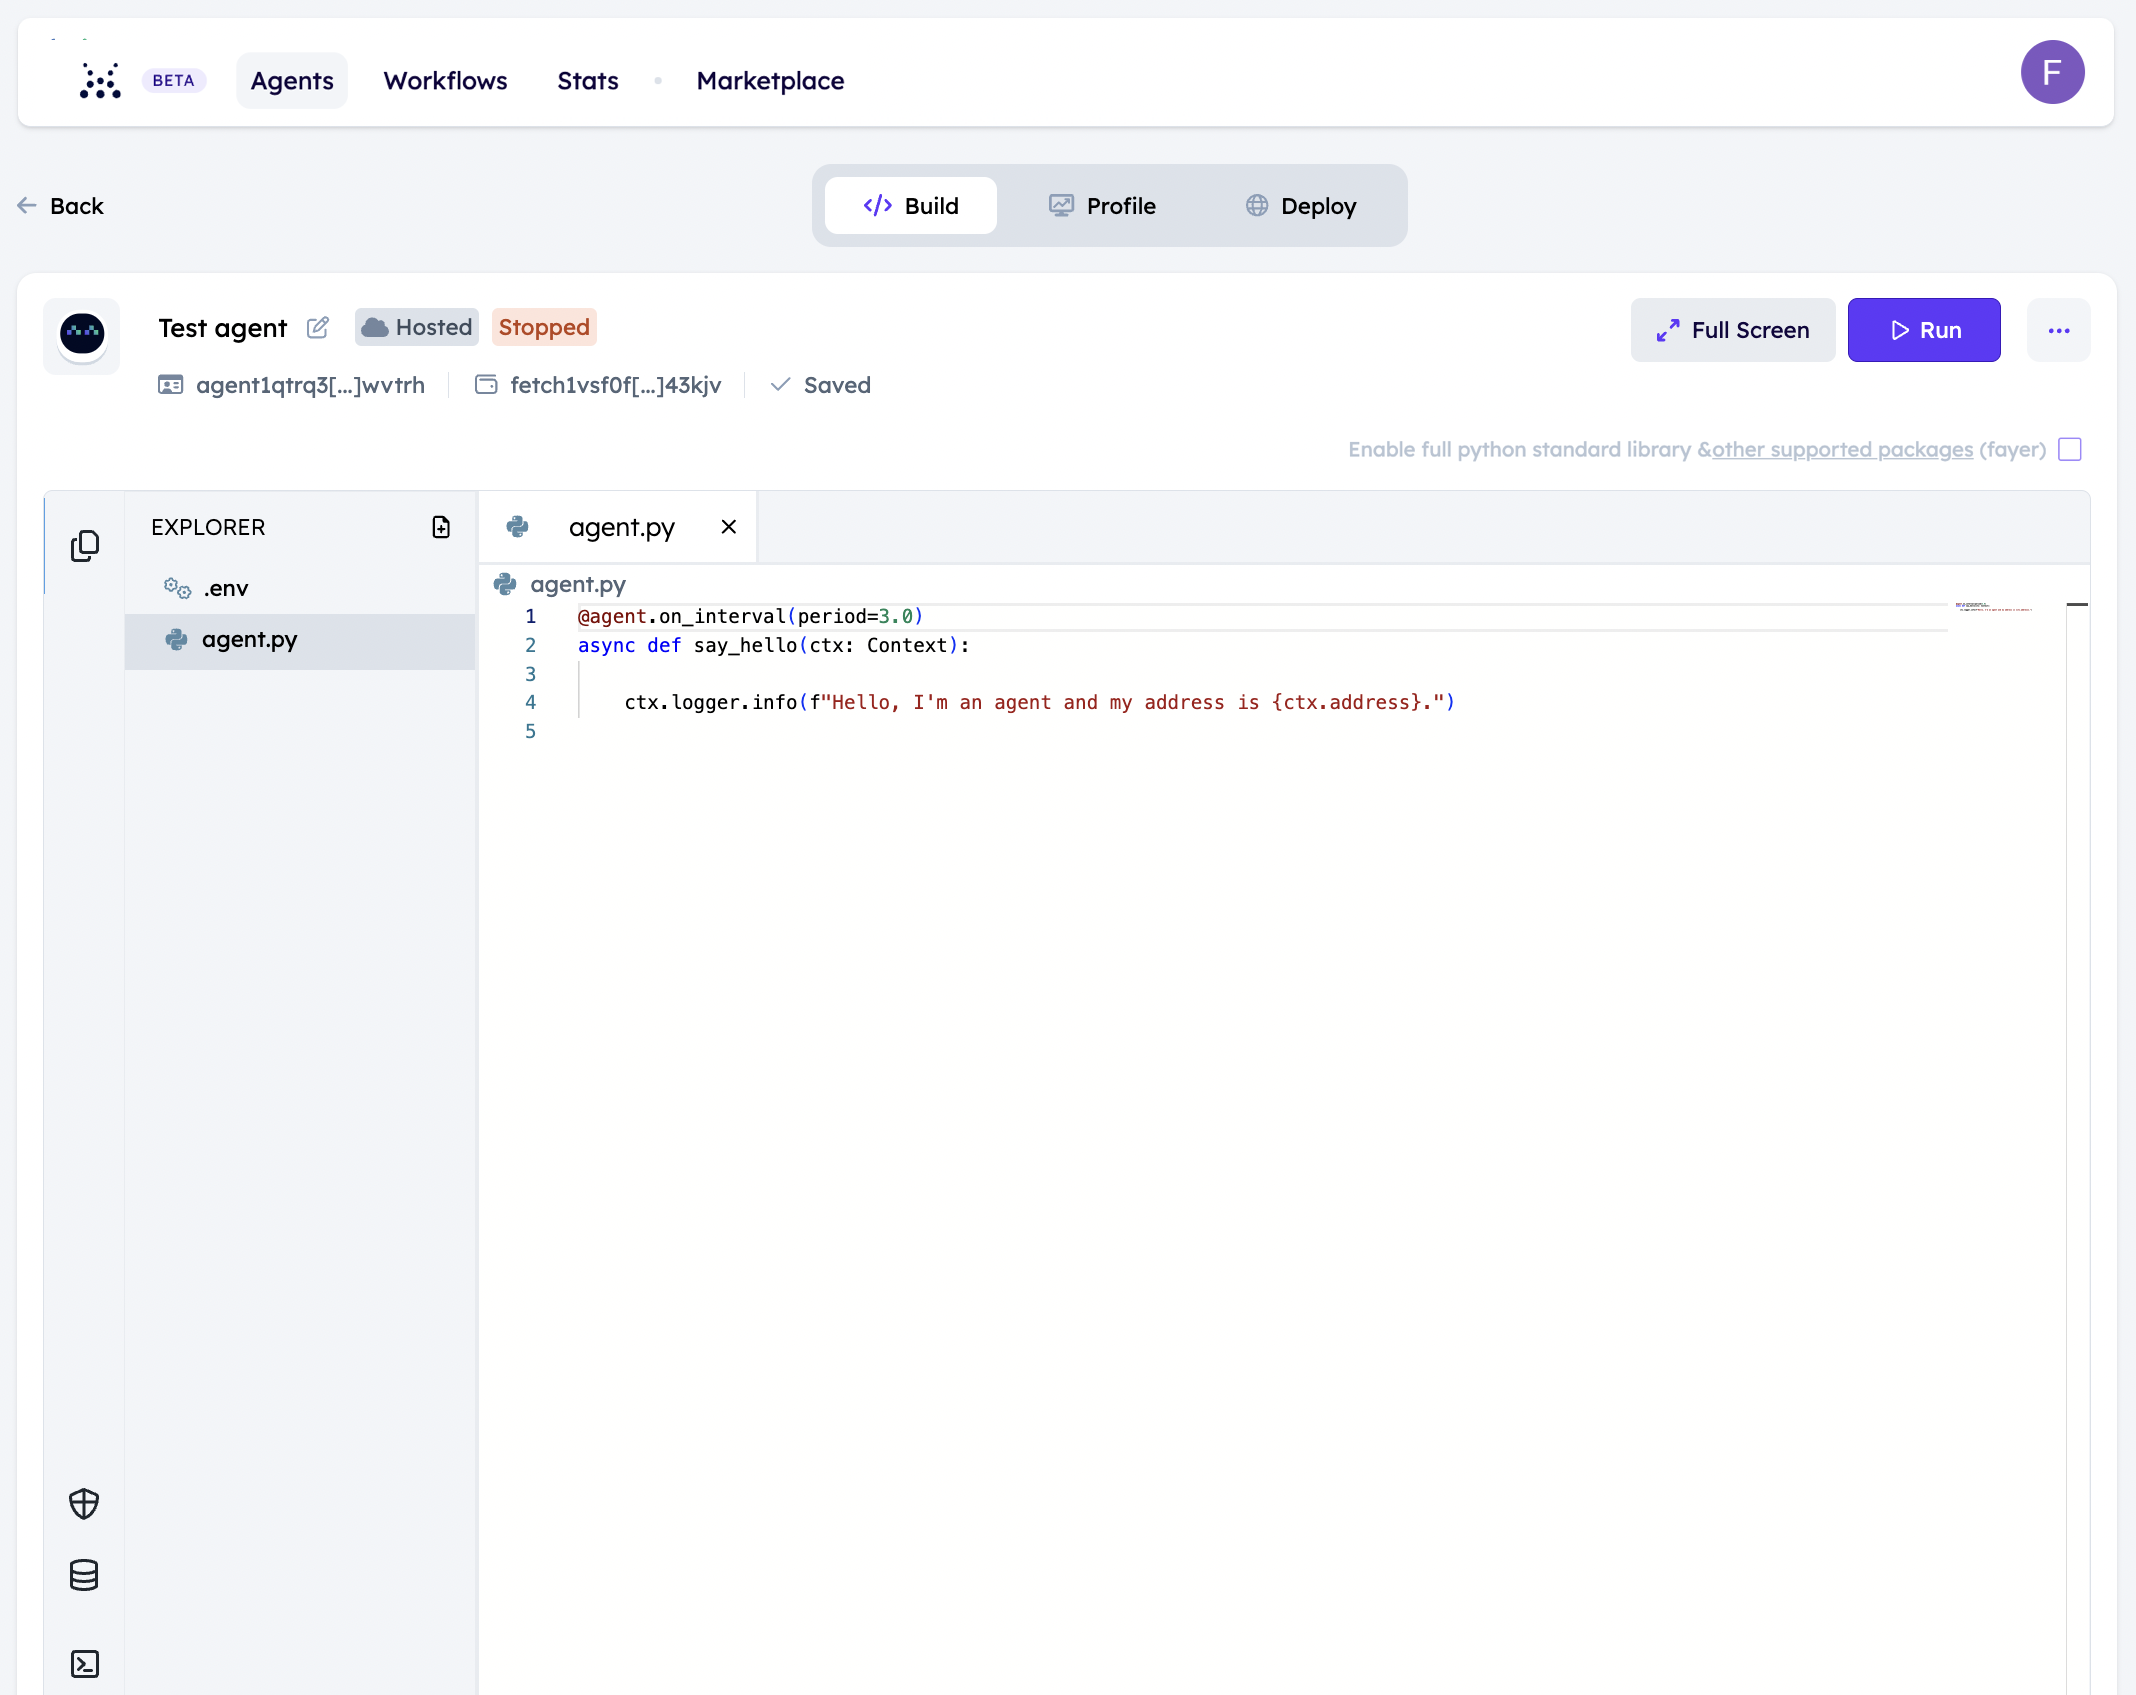 BETA
Agents
Workflows
Stats
Marketplace
F
Back
Build
Profile
Deploy
Test agent
Hosted
Stopped
Full Screen
Run
agent1qtrq3[...]wvtrh
fetch1vsf0f[...]43kjv
Saved
Enable full python standard library &other supported packages (fayer)
EXPLORER
.env
agent.py
agent.py
agent.py
1 @agent.on_interval(period=3.0)
2 async def say_hello(ctx: Context):
3
4 ctx.logger.info(f"Hello, I'm an agent and my address is {ctx.address}.")
5